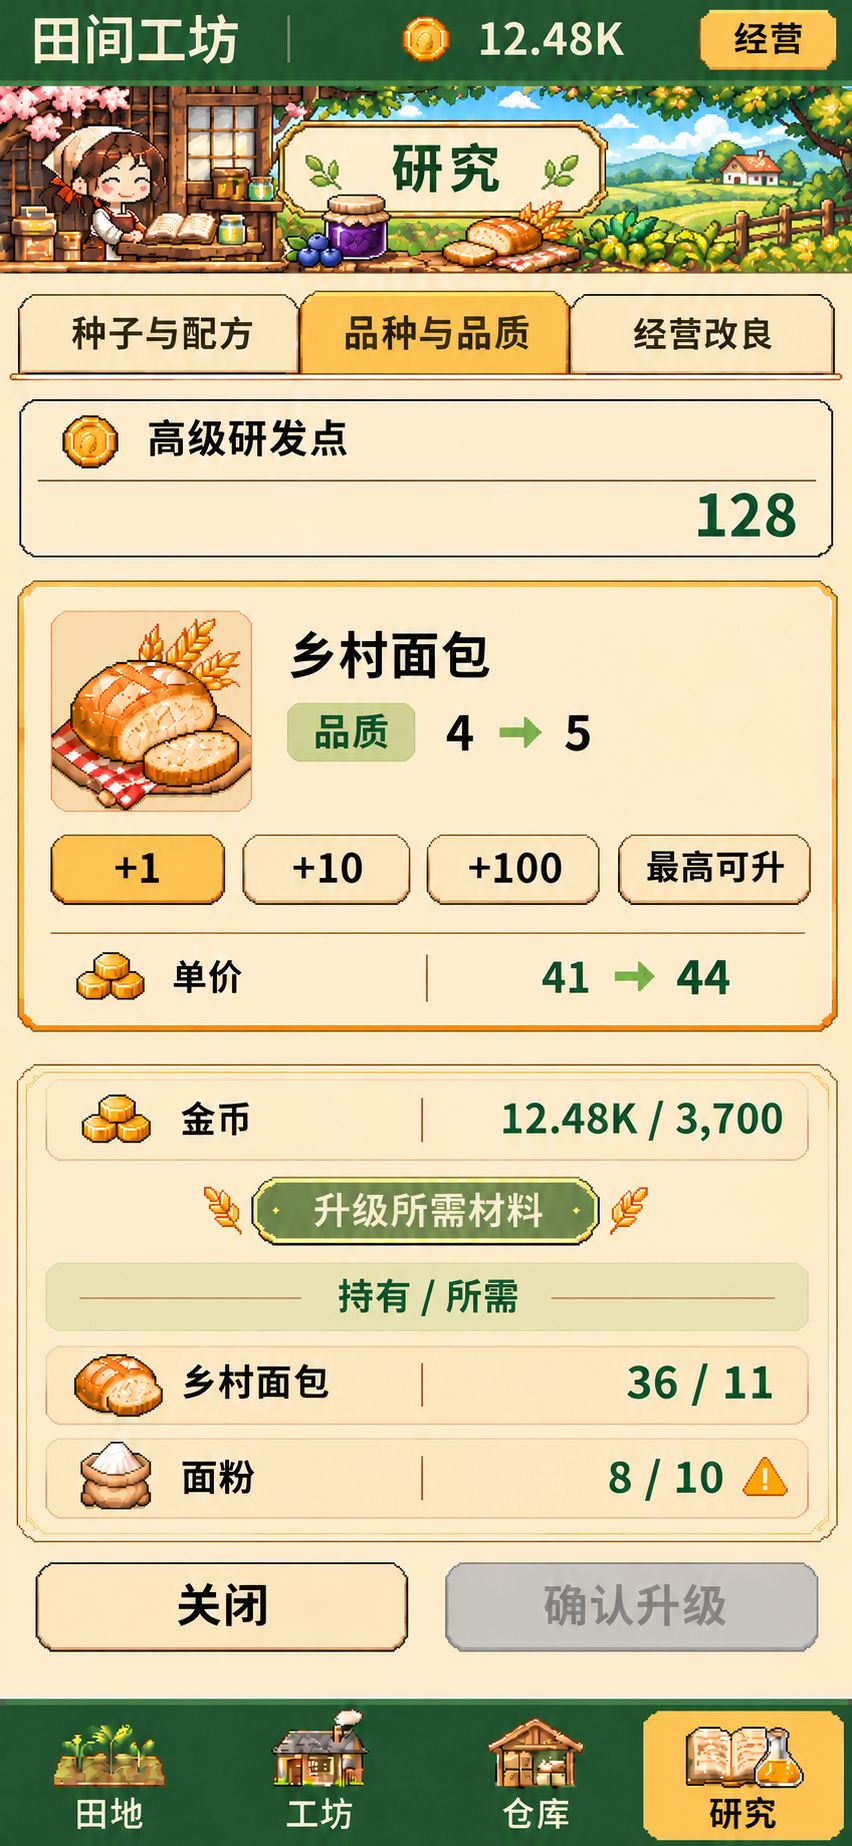 田间工坊
12.48K
经营
研究
种子与配方
品种与品质
经营改良
高级研发点
128
乡村面包
品质 4 → 5
+1
+10
+100
最高可升
单价 41 → 44
金币 12.48K / 3,700
升级所需材料
持有 / 所需
乡村面包 36 / 11
面粉 8 / 10
关闭
确认升级
田地
工坊
仓库
研究